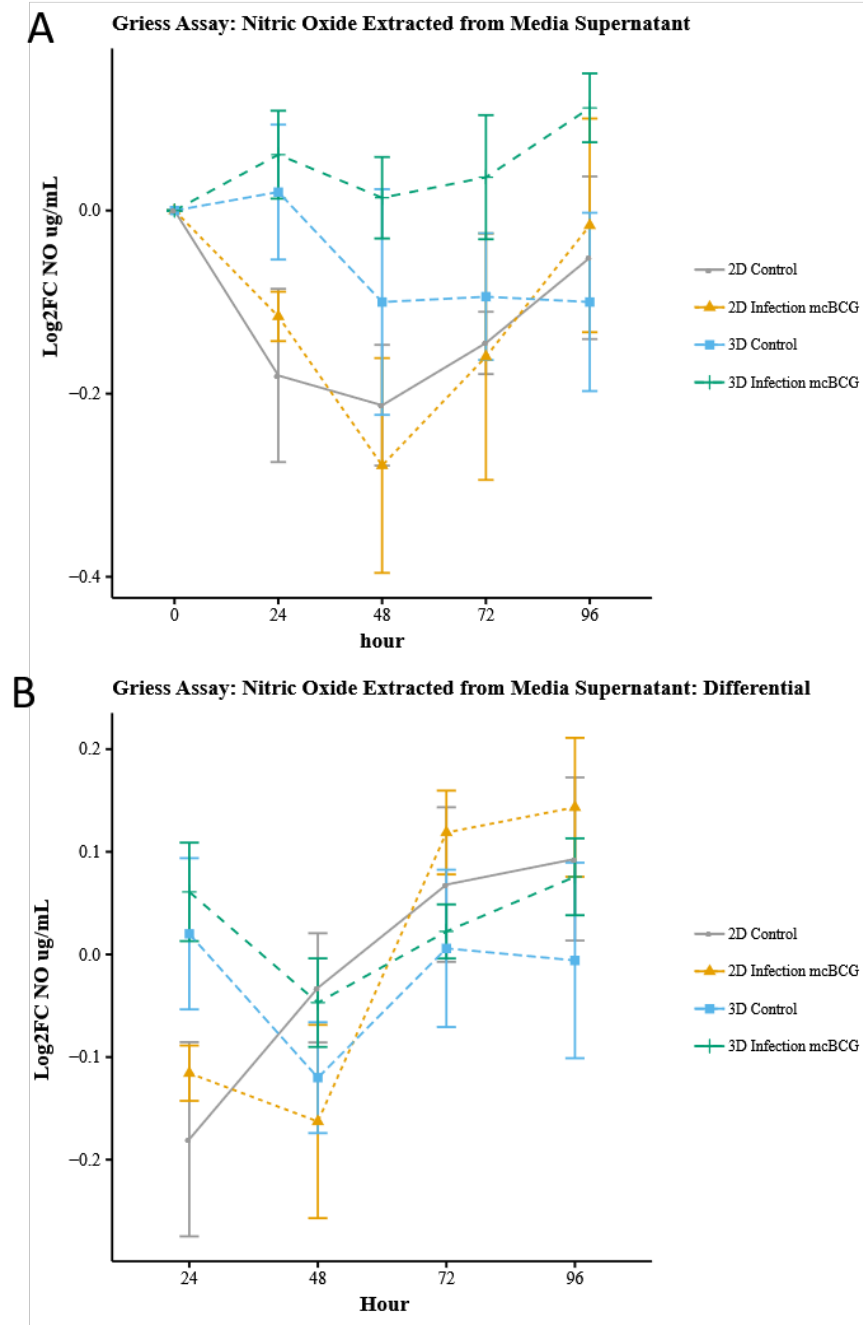 A
Griess Assay: Nitric Oxide Extracted from Media Supernatant
Log2FC NO ug/mL
0.0
−0.2
−0.4
0
24
48
72
96
hour
2D Control
2D Infection mcBCG
3D Control
3D Infection mcBCG
B
Griess Assay: Nitric Oxide Extracted from Media Supernatant: Differential
Log2FC NO ug/mL
0.2
0.1
0.0
−0.1
−0.2
24
48
72
96
Hour
2D Control
2D Infection mcBCG
3D Control
3D Infection mcBCG